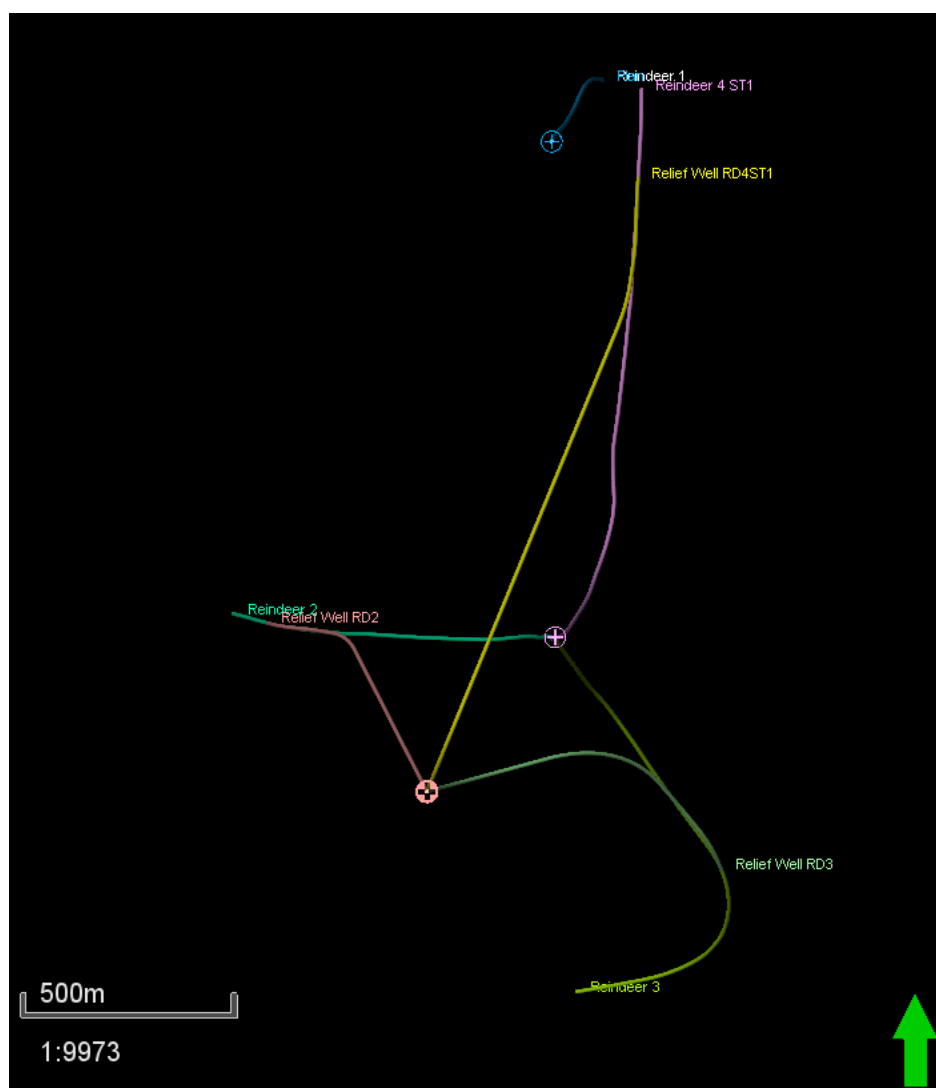 Reindeer 1
Reindeer 4 ST1
Relief Well RD4ST1
Reindeer 2
Relief Well RD2
Relief Well RD3
Reindeer 3
500m
1:9973